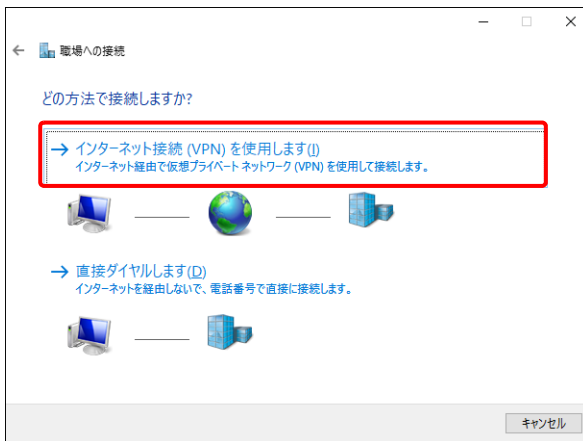 職場への接続
どの方法で接続しますか?
インターネット接続 (VPN) を使用します(I)
インターネット経由で仮想プライベート ネットワーク (VPN) を使用して接続します。
直接ダイヤルします(D)
インターネットを経由しないで、電話番号で直接に接続します。
キャンセル